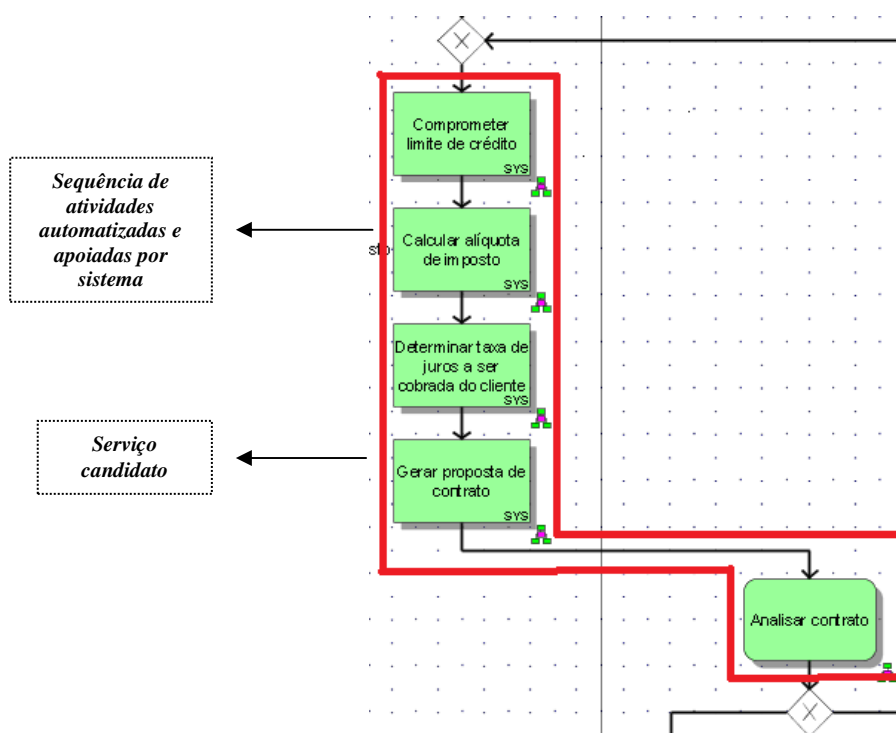 Comprometer
limite de crédito
SYS
Sequência de
atividades
automatizadas e
apoiadas por
sistema
Calcular alíquota
de imposto
SYS
Determinar taxa de
juros a ser
cobrada do cliente
SYS
Serviço
candidato
Gerar proposta de
contrato
SYS
Analisar contrato